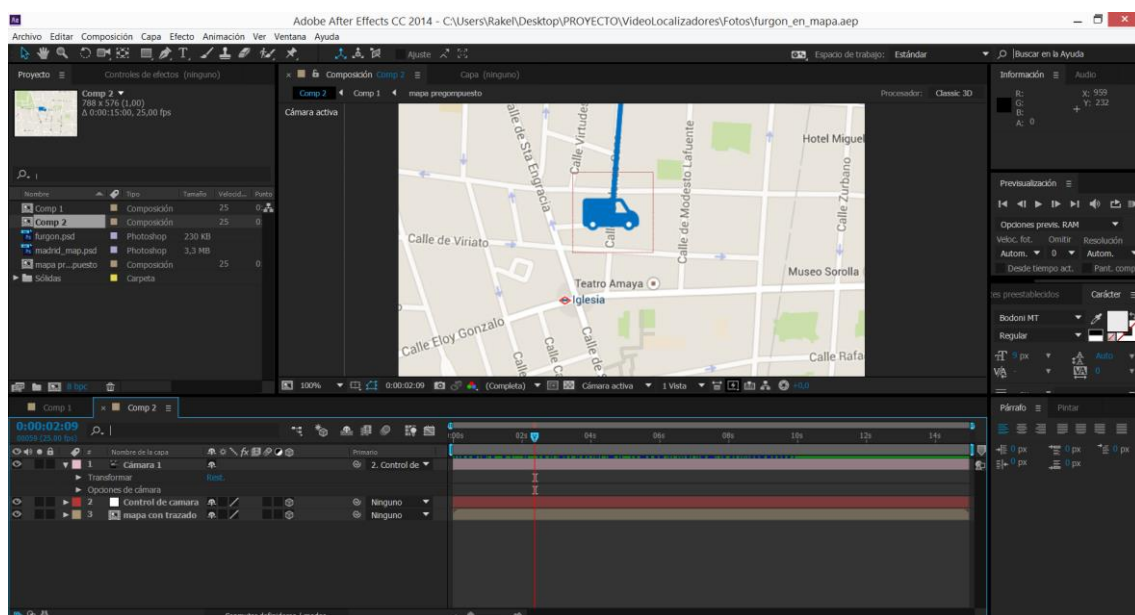 Adobe After Effects CC 2014 - C:\Users\Rakel\Desktop\PROYECTO\VideoLocalizadores\Fotos\furgon_en_mapa.aep
Archivo Editar Composición Capa Efecto Animación Ver Ventana Ayuda
Ajuste
Espacio de trabajo: Estándar
Buscar en la Ayuda
Proyecto
Controles de efectos (ninguno)
Comp 2
788 x 576 (1,00)
Δ 0:00:15:00, 25,00 fps
Nombre Tipo Tamaño Velocid... Punto
Comp 1 Composición 25 0
Comp 2 Composición 25 0
furgon.psd Photoshop 230 KB
madrid_map.psd Photoshop 3,3 MB
mapa pr...puesto Composición 25 0
Sólidas Carpeta
8 bpc
Composición Comp 2
Capa (ninguno)
Comp 2 Comp 1 mapa pregompuesto
Procesador: Classic 3D
Cámara activa
Calle de Sta Engracia
Calle Virtudes
Calle de Modesto Lafuente
Hotel Miguel
Calle Zurbano
Calle de Viriato
Museo Sorolla
Teatro Amaya
Iglesia
Calle Eloy Gonzalo
Calle C
Calle de S
Calle Rafa
100% 0:00:02:09 (Completa) Cámara activa 1 Vista +0,0
Información Audio
R: X: 959
G: Y: 232
B:
A: 0
Previsualización
Opciones previs. RAM
Veloc. fot. Omitir Resolución
Autom. 0 Autom.
Desde tiempo act. Pant. comp
es preestablecidos Carácter
Bodoni MT
Regular
9 px Auto
0
Párrafo Pintar
0 px 0 px 0 px
0 px 0 px
Comp 1 Comp 2
0:00:02:09
00059 (25.00 fps)
:00s 02s 04s 06s 08s 10s 12s 14s
# Nombre de la capa Primario
1 Cámara 1 2. Control de
Transformar Rest.
Opciones de cámara
2 Control de camara Ninguno
3 mapa con trazado Ninguno